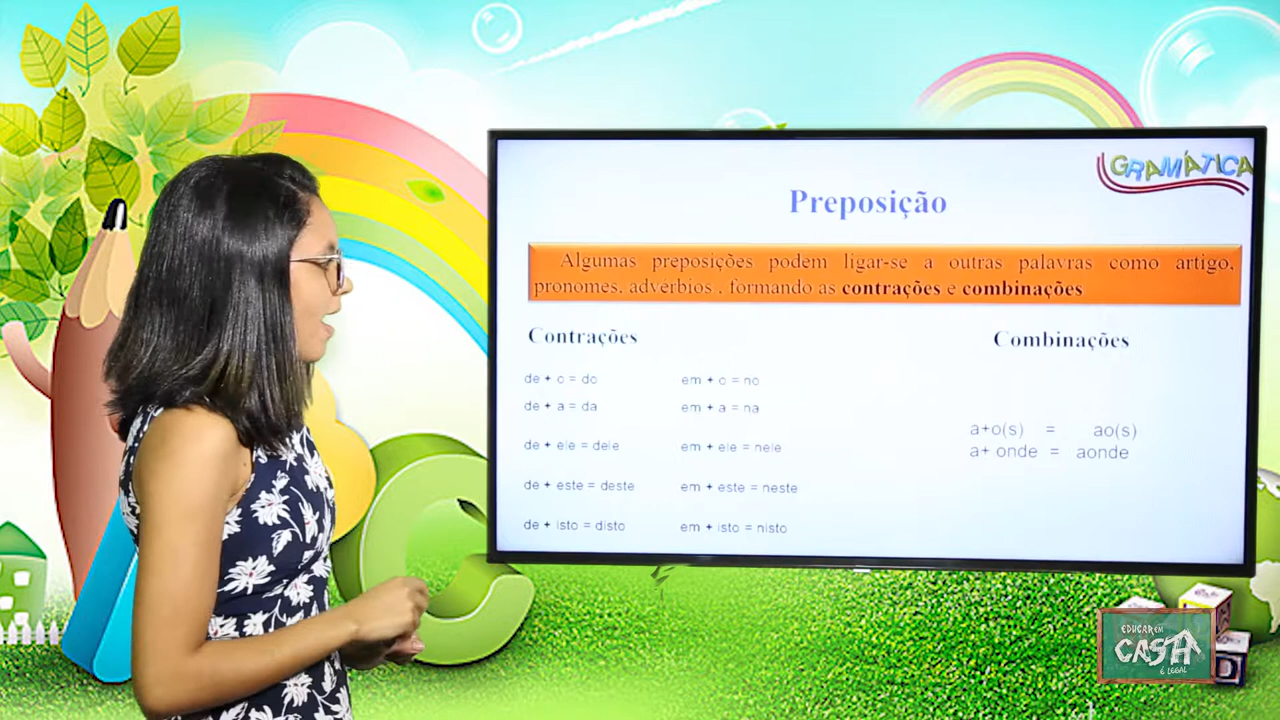 GRAMÁTICA
Preposição
Algumas preposições podem ligar-se a outras palavras como artigo,
pronomes, advérbios , formando as contrações e combinações
Contrações
Combinações
de + o = do
em + o = no
de + a = da
em + a = na
de + ele = dele
em + ele = nele
de + este = deste
em + este = neste
de + isto = disto
em + isto = nisto
a+o(s) = ao(s)
a+ onde = aonde
EDUCAR EM
CASA
É LEGAL